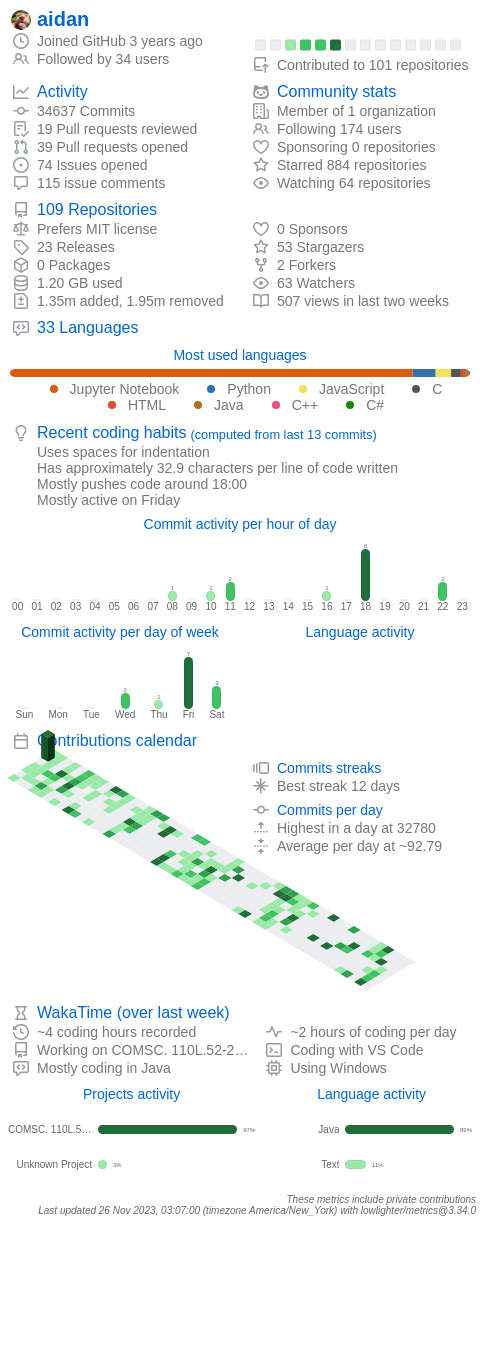 aidan
Joined GitHub 3 years ago
Followed by 34 users
Contributed to 101 repositories
Activity
34637 Commits
19 Pull requests reviewed
39 Pull requests opened
74 Issues opened
115 issue comments
Community stats
Member of 1 organization
Following 174 users
Sponsoring 0 repositories
Starred 884 repositories
Watching 64 repositories
109 Repositories
Prefers MIT license
23 Releases
0 Packages
1.20 GB used
1.35m added, 1.95m removed
0 Sponsors
53 Stargazers
2 Forkers
63 Watchers
507 views in last two weeks
33 Languages
Most used languages
Jupyter Notebook Python JavaScript C
HTML Java C++ C#
Recent coding habits (computed from last 13 commits)
Uses spaces for indentation
Has approximately 32.9 characters per line of code written
Mostly pushes code around 18:00
Mostly active on Friday
Commit activity per hour of day
1 1 2 1 6 2
00 01 02 03 04 05 06 07 08 09 10 11 12 13 14 15 16 17 18 19 20 21 22 23
Commit activity per day of week
2 1 7 3
Sun Mon Tue Wed Thu Fri Sat
Language activity
Contributions calendar
Commits streaks
Best streak 12 days
Commits per day
Highest in a day at 32780
Average per day at ~92.79
WakaTime (over last week)
~4 coding hours recorded
Working on COMSC. 110L.52-2…
Mostly coding in Java
~2 hours of coding per day
Coding with VS Code
Using Windows
Projects activity
COMSC. 110L.5… 97%
Unknown Project 3%
Language activity
Java 89%
Text 11%
These metrics include private contributions
Last updated 26 Nov 2023, 03:07:00 (timezone America/New_York) with lowlighter/metrics@3.34.0